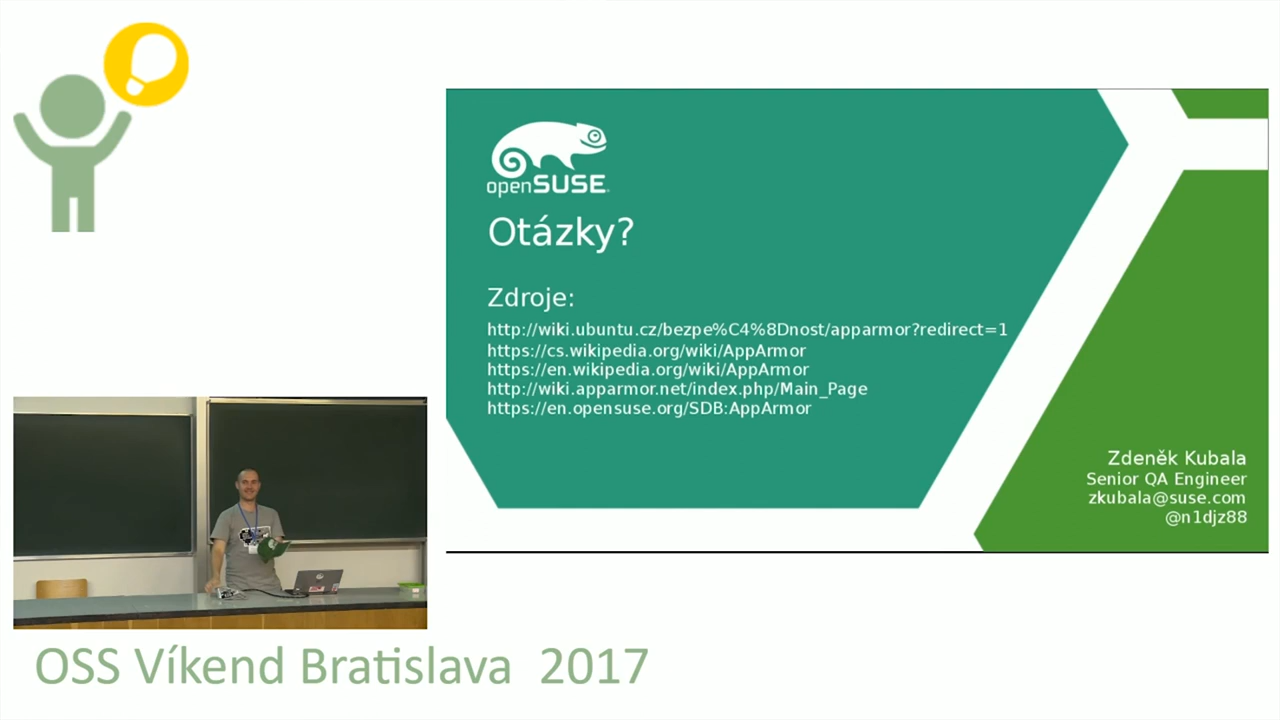 openSUSE
Otázky?
Zdroje:
http://wiki.ubuntu.cz/bezpe%C4%8Dnost/apparmor?redirect=1
https://cs.wikipedia.org/wiki/AppArmor
https://en.wikipedia.org/wiki/AppArmor
http://wiki.apparmor.net/index.php/Main_Page
https://en.opensuse.org/SDB:AppArmor
Zdeněk Kubala
Senior QA Engineer
zkubala@suse.com
@n1djz88
OSS Víkend Bratislava 2017